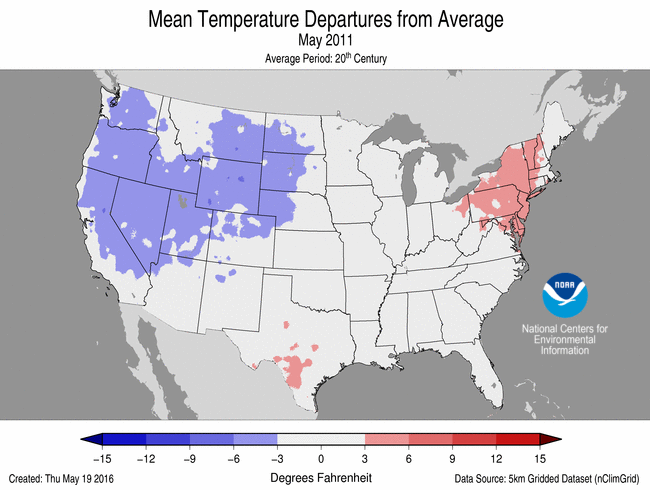 Mean Temperature Departures from Average
May 2011
Average Period: 20th Century
NOAA
National Centers for
Environmental
Information
−15 −12 −9 −6 −3 0 3 6 9 12 15
Created: Thu May 19 2016
Degrees Fahrenheit
Data Source: 5km Gridded Dataset (nClimGrid)